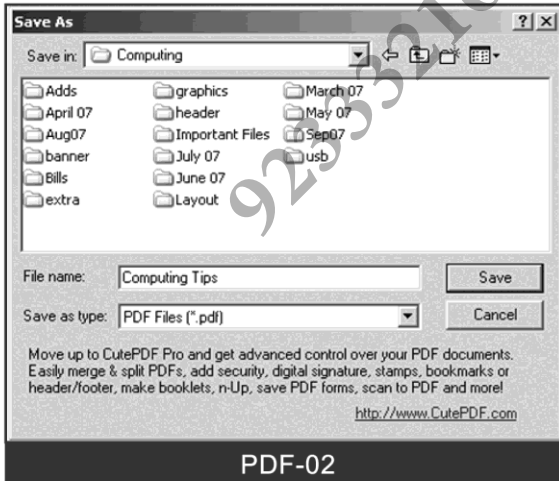 Save As
Save in: Computing
Adds graphics March 07
April 07 header May 07
Aug07 Important Files Sep07
banner July 07 usb
Bills June 07
extra Layout
File name: Computing Tips Save
Save as type: PDF Files (*.pdf) Cancel
Move up to CutePDF Pro and get advanced control over your PDF documents.
Easily merge & split PDFs, add security, digital signature, stamps, bookmarks or
header/footer, make booklets, n-Up, save PDF forms, scan to PDF and more!
http://www.CutePDF.com
PDF-02